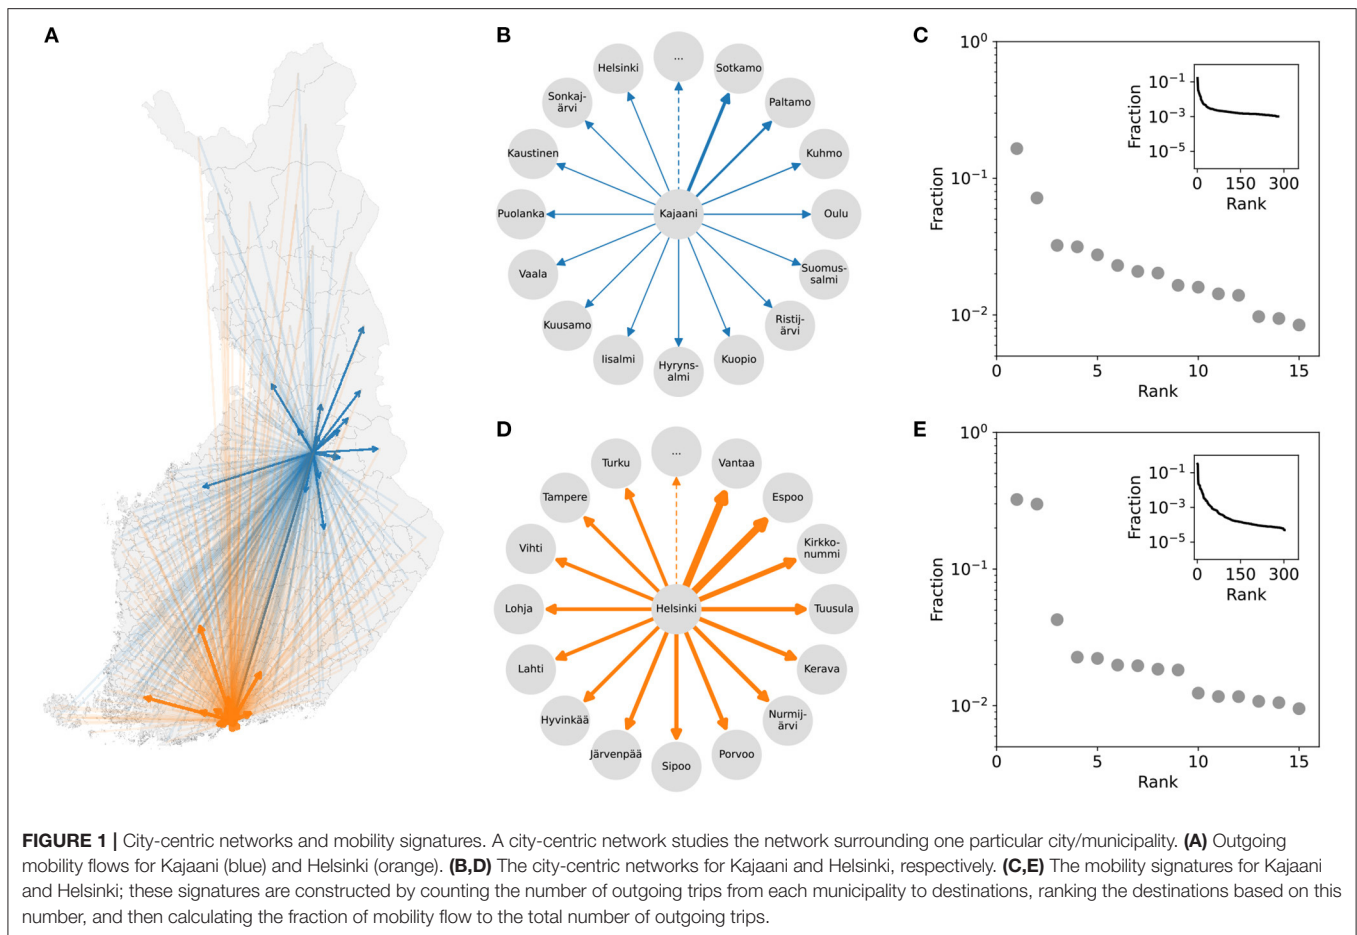 A
B
...
Sotkamo
Paltamo
Kuhmo
Oulu
Suomus-
salmi
Ristij-
ärvi
Kuopio
Hyryns-
almi
Iisalmi
Kuusamo
Vaala
Puolanka
Kaustinen
Sonkaj-
ärvi
Helsinki
Kajaani
C
10⁰
10⁻¹
10⁻²
Fraction
0 5 10 15
Rank
10⁻¹
10⁻³
10⁻⁵
Fraction
0 150 300
Rank
D
...
Vantaa
Espoo
Kirkko-
nummi
Tuusula
Kerava
Nurmij-
ärvi
Porvoo
Sipoo
Järvenpää
Hyvinkää
Lahti
Lohja
Vihti
Tampere
Turku
Helsinki
E
10⁰
10⁻¹
10⁻²
Fraction
0 5 10 15
Rank
10⁻¹
10⁻³
10⁻⁵
Fraction
0 150 300
Rank
FIGURE 1 | City-centric networks and mobility signatures. A city-centric network studies the network surrounding one particular city/municipality. (A) Outgoing
mobility flows for Kajaani (blue) and Helsinki (orange). (B,D) The city-centric networks for Kajaani and Helsinki, respectively. (C,E) The mobility signatures for Kajaani
and Helsinki; these signatures are constructed by counting the number of outgoing trips from each municipality to destinations, ranking the destinations based on this
number, and then calculating the fraction of mobility flow to the total number of outgoing trips.